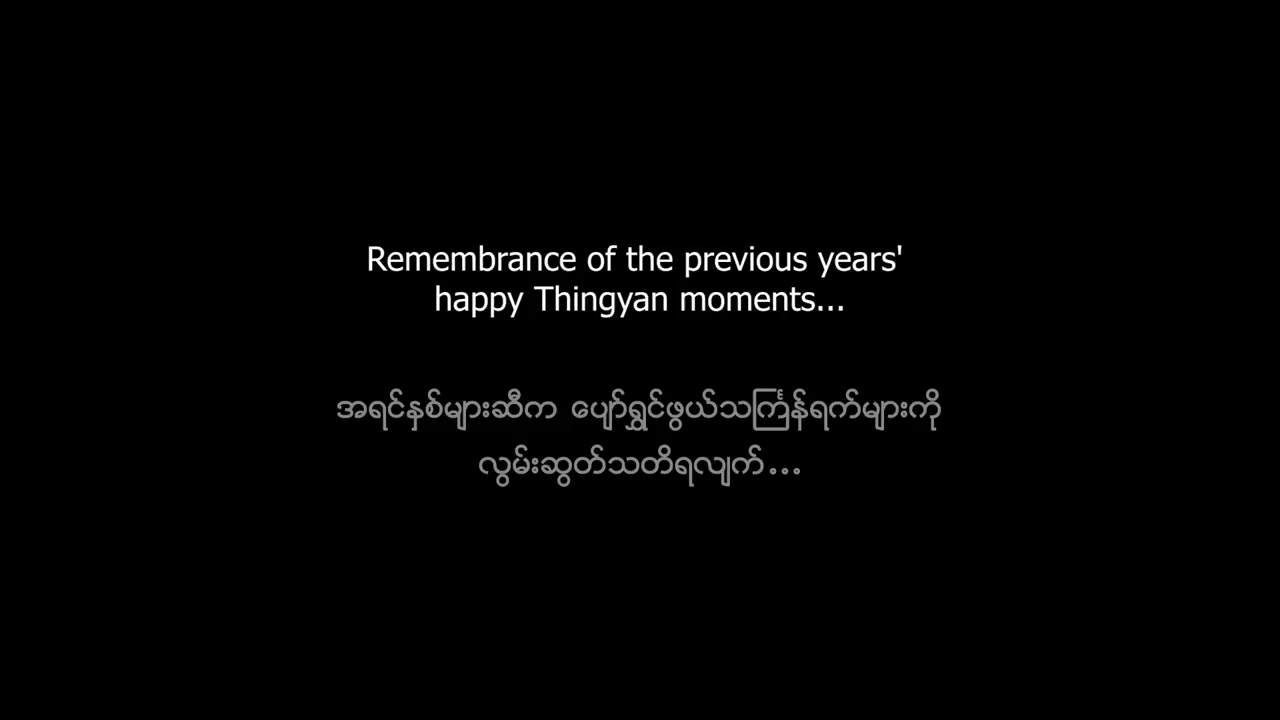 Remembrance of the previous years'
happy Thingyan moments...
အရင်နှစ်များဆီက ပျော်ရွှင်ဖွယ်သင်္ကြန်ရက်များကို
လွမ်းဆွတ်သတိရလျက်...